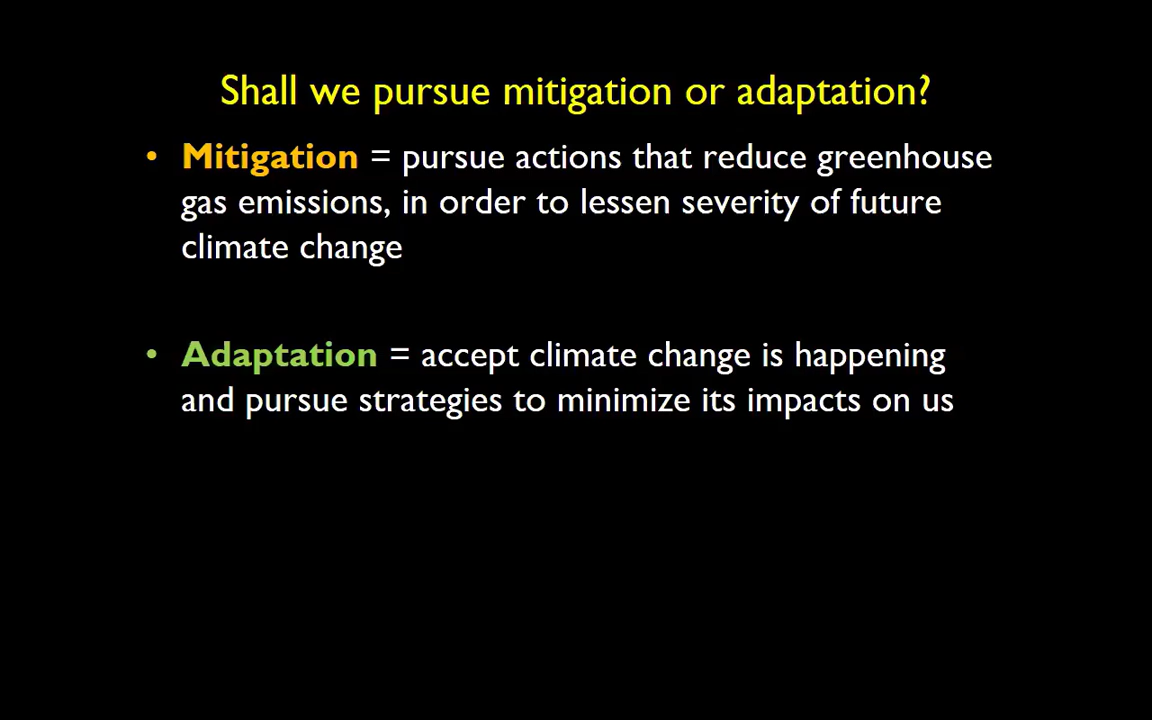 Shall we pursue mitigation or adaptation?
• Mitigation = pursue actions that reduce greenhouse
gas emissions, in order to lessen severity of future
climate change
• Adaptation = accept climate change is happening
and pursue strategies to minimize its impacts on us